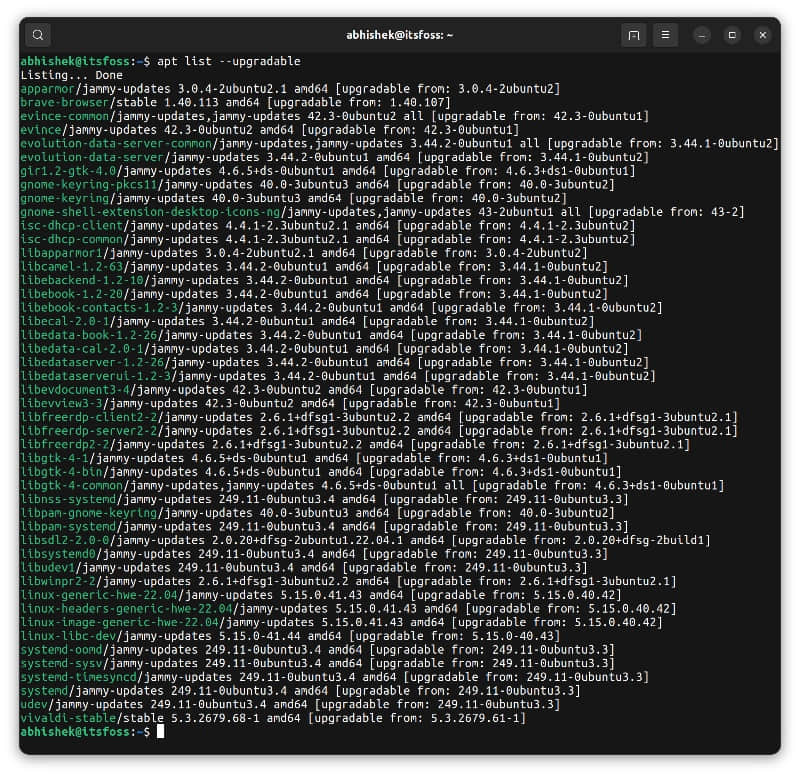 abhishek@itsfoss: ~
abhishek@itsfoss:~$ apt list --upgradable
Listing... Done
apparmor/jammy-updates 3.0.4-2ubuntu2.1 amd64 [upgradable from: 3.0.4-2ubuntu2]
brave-browser/stable 1.40.113 amd64 [upgradable from: 1.40.107]
evince-common/jammy-updates,jammy-updates 42.3-0ubuntu2 all [upgradable from: 42.3-0ubuntu1]
evince/jammy-updates 42.3-0ubuntu2 amd64 [upgradable from: 42.3-0ubuntu1]
evolution-data-server-common/jammy-updates,jammy-updates 3.44.2-0ubuntu1 all [upgradable from: 3.44.1-0ubuntu2]
evolution-data-server/jammy-updates 3.44.2-0ubuntu1 amd64 [upgradable from: 3.44.1-0ubuntu2]
gir1.2-gtk-4.0/jammy-updates 4.6.5+ds-0ubuntu1 amd64 [upgradable from: 4.6.3+ds1-0ubuntu1]
gnome-keyring-pkcs11/jammy-updates 40.0-3ubuntu3 amd64 [upgradable from: 40.0-3ubuntu2]
gnome-keyring/jammy-updates 40.0-3ubuntu3 amd64 [upgradable from: 40.0-3ubuntu2]
gnome-shell-extension-desktop-icons-ng/jammy-updates,jammy-updates 43-2ubuntu1 all [upgradable from: 43-2]
isc-dhcp-client/jammy-updates 4.4.1-2.3ubuntu2.1 amd64 [upgradable from: 4.4.1-2.3ubuntu2]
isc-dhcp-common/jammy-updates 4.4.1-2.3ubuntu2.1 amd64 [upgradable from: 4.4.1-2.3ubuntu2]
libapparmor1/jammy-updates 3.0.4-2ubuntu2.1 amd64 [upgradable from: 3.0.4-2ubuntu2]
libcamel-1.2-63/jammy-updates 3.44.2-0ubuntu1 amd64 [upgradable from: 3.44.1-0ubuntu2]
libebackend-1.2-10/jammy-updates 3.44.2-0ubuntu1 amd64 [upgradable from: 3.44.1-0ubuntu2]
libebook-1.2-20/jammy-updates 3.44.2-0ubuntu1 amd64 [upgradable from: 3.44.1-0ubuntu2]
libebook-contacts-1.2-3/jammy-updates 3.44.2-0ubuntu1 amd64 [upgradable from: 3.44.1-0ubuntu2]
libecal-2.0-1/jammy-updates 3.44.2-0ubuntu1 amd64 [upgradable from: 3.44.1-0ubuntu2]
libedata-book-1.2-26/jammy-updates 3.44.2-0ubuntu1 amd64 [upgradable from: 3.44.1-0ubuntu2]
libedata-cal-2.0-1/jammy-updates 3.44.2-0ubuntu1 amd64 [upgradable from: 3.44.1-0ubuntu2]
libedataserver-1.2-26/jammy-updates 3.44.2-0ubuntu1 amd64 [upgradable from: 3.44.1-0ubuntu2]
libedataserverui-1.2-3/jammy-updates 3.44.2-0ubuntu1 amd64 [upgradable from: 3.44.1-0ubuntu2]
libevdocument3-4/jammy-updates 42.3-0ubuntu2 amd64 [upgradable from: 42.3-0ubuntu1]
libevview3-3/jammy-updates 42.3-0ubuntu2 amd64 [upgradable from: 42.3-0ubuntu1]
libfreerdp-client2-2/jammy-updates 2.6.1+dfsg1-3ubuntu2.2 amd64 [upgradable from: 2.6.1+dfsg1-3ubuntu2.1]
libfreerdp-server2-2/jammy-updates 2.6.1+dfsg1-3ubuntu2.2 amd64 [upgradable from: 2.6.1+dfsg1-3ubuntu2.1]
libfreerdp2-2/jammy-updates 2.6.1+dfsg1-3ubuntu2.2 amd64 [upgradable from: 2.6.1+dfsg1-3ubuntu2.1]
libgtk-4-1/jammy-updates 4.6.5+ds-0ubuntu1 amd64 [upgradable from: 4.6.3+ds1-0ubuntu1]
libgtk-4-bin/jammy-updates 4.6.5+ds-0ubuntu1 amd64 [upgradable from: 4.6.3+ds1-0ubuntu1]
libgtk-4-common/jammy-updates,jammy-updates 4.6.5+ds-0ubuntu1 all [upgradable from: 4.6.3+ds1-0ubuntu1]
libnss-systemd/jammy-updates 249.11-0ubuntu3.4 amd64 [upgradable from: 249.11-0ubuntu3.3]
libpam-gnome-keyring/jammy-updates 40.0-3ubuntu3 amd64 [upgradable from: 40.0-3ubuntu2]
libpam-systemd/jammy-updates 249.11-0ubuntu3.4 amd64 [upgradable from: 249.11-0ubuntu3.3]
libsdl2-2.0-0/jammy-updates 2.0.20+dfsg-2ubuntu1.22.04.1 amd64 [upgradable from: 2.0.20+dfsg-2build1]
libsystemd0/jammy-updates 249.11-0ubuntu3.4 amd64 [upgradable from: 249.11-0ubuntu3.3]
libudev1/jammy-updates 249.11-0ubuntu3.4 amd64 [upgradable from: 249.11-0ubuntu3.3]
libwinpr2-2/jammy-updates 2.6.1+dfsg1-3ubuntu2.2 amd64 [upgradable from: 2.6.1+dfsg1-3ubuntu2.1]
linux-generic-hwe-22.04/jammy-updates 5.15.0.41.43 amd64 [upgradable from: 5.15.0.40.42]
linux-headers-generic-hwe-22.04/jammy-updates 5.15.0.41.43 amd64 [upgradable from: 5.15.0.40.42]
linux-image-generic-hwe-22.04/jammy-updates 5.15.0.41.43 amd64 [upgradable from: 5.15.0.40.42]
linux-libc-dev/jammy-updates 5.15.0-41.44 amd64 [upgradable from: 5.15.0-40.43]
systemd-oomd/jammy-updates 249.11-0ubuntu3.4 amd64 [upgradable from: 249.11-0ubuntu3.3]
systemd-sysv/jammy-updates 249.11-0ubuntu3.4 amd64 [upgradable from: 249.11-0ubuntu3.3]
systemd-timesyncd/jammy-updates 249.11-0ubuntu3.4 amd64 [upgradable from: 249.11-0ubuntu3.3]
systemd/jammy-updates 249.11-0ubuntu3.4 amd64 [upgradable from: 249.11-0ubuntu3.3]
udev/jammy-updates 249.11-0ubuntu3.4 amd64 [upgradable from: 249.11-0ubuntu3.3]
vivaldi-stable/stable 5.3.2679.68-1 amd64 [upgradable from: 5.3.2679.61-1]
abhishek@itsfoss:~$